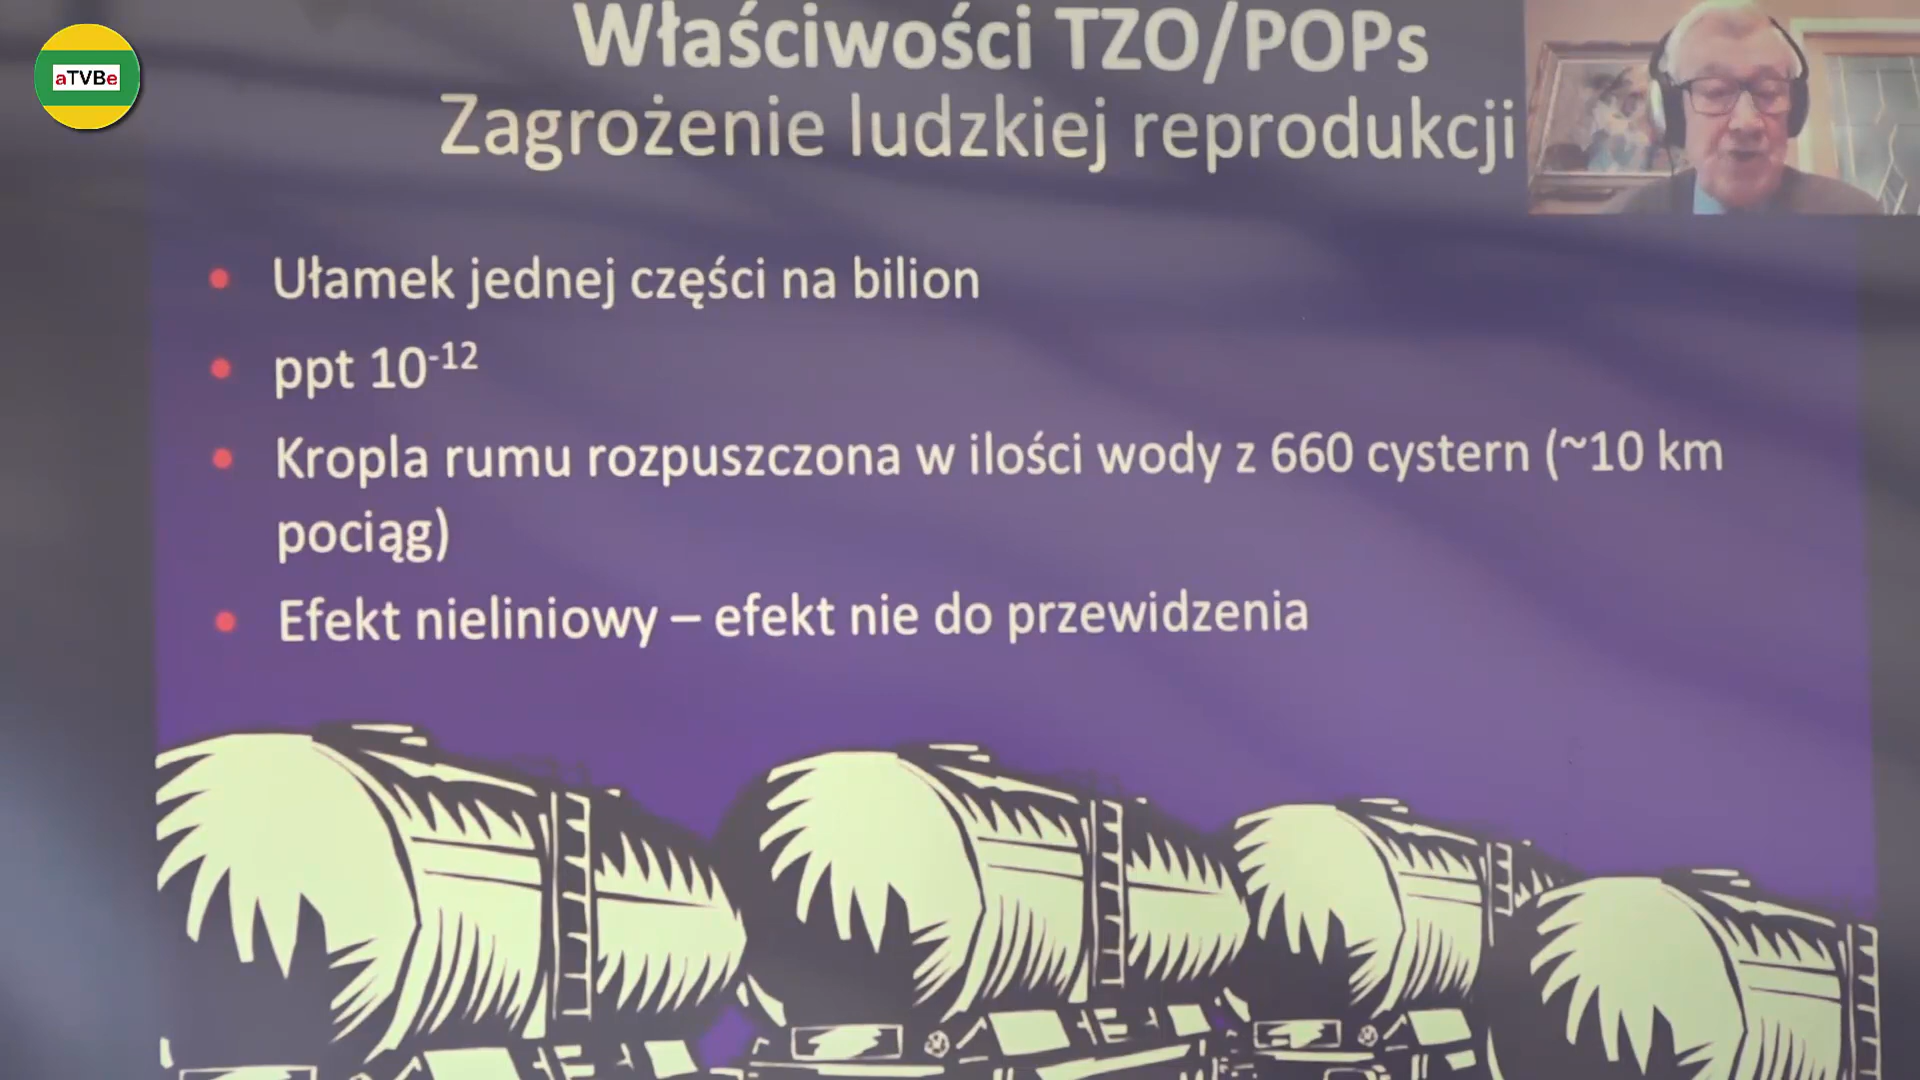 aTVBe
Właściwości TZO/POPs
Zagrożenie ludzkiej reprodukcji
Ułamek jednej części na bilion
ppt 10⁻¹²
Kropla rumu rozpuszczona w ilości wody z 660 cystern (~10 km
pociąg)
Efekt nieliniowy – efekt nie do przewidzenia